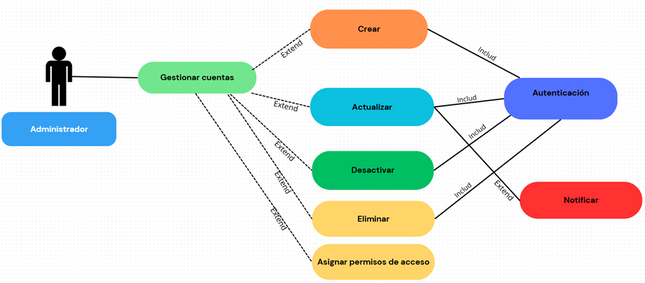 Crear
Extend
Includ
Gestionar cuentas
Autenticación
Actualizar
Extend
Includ
Administrador
Includ
Extend
Desactivar
Extend
Includ
Extend
Notificar
Eliminar
Extend
Asignar permisos de acceso